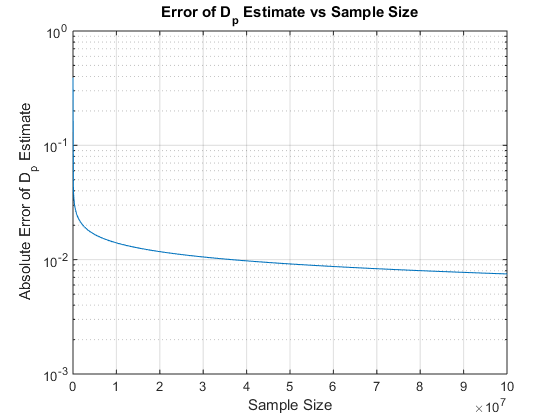 Error of D_p Estimate vs Sample Size
Absolute Error of D_p Estimate
10^0
10^-1
10^-2
10^-3
0 1 2 3 4 5 6 7 8 9 10
×10^7
Sample Size